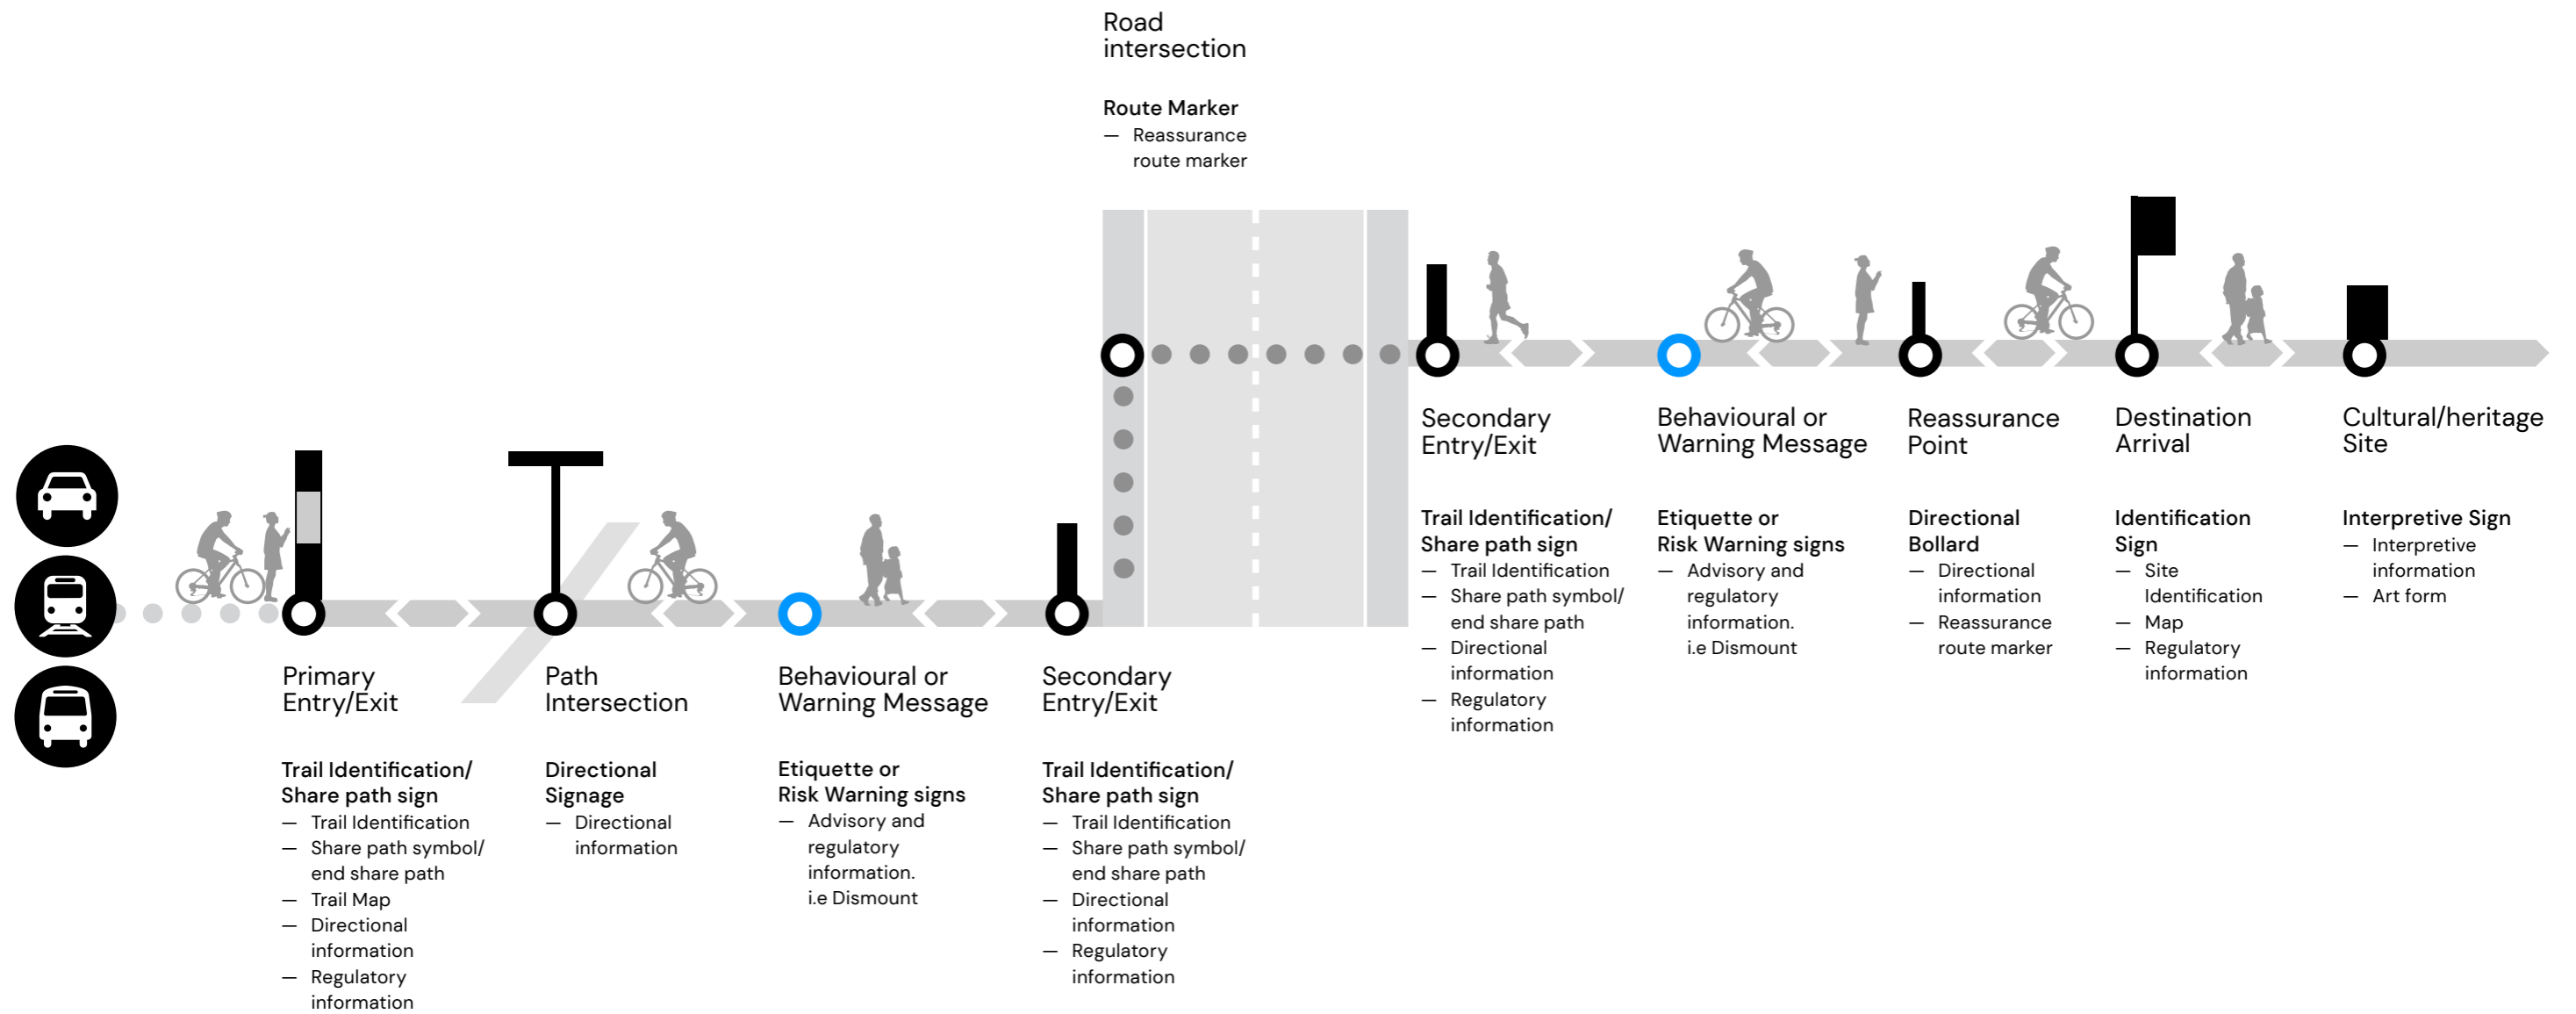 Road
intersection
Route Marker
— Reassurance
route marker
Primary
Entry/Exit
Trail Identification/
Share path sign
— Trail Identification
— Share path symbol/
end share path
— Trail Map
— Directional
information
— Regulatory
information
Path
Intersection
Directional
Signage
— Directional
information
Behavioural or
Warning Message
Etiquette or
Risk Warning signs
— Advisory and
regulatory
information.
i.e Dismount
Secondary
Entry/Exit
Trail Identification/
Share path sign
— Trail Identification
— Share path symbol/
end share path
— Directional
information
— Regulatory
information
Secondary
Entry/Exit
Trail Identification/
Share path sign
— Trail Identification
— Share path symbol/
end share path
— Directional
information
— Regulatory
information
Behavioural or
Warning Message
Etiquette or
Risk Warning signs
— Advisory and
regulatory
information.
i.e Dismount
Reassurance
Point
Directional
Bollard
— Directional
information
— Reassurance
route marker
Destination
Arrival
Identification
Sign
— Site
Identification
— Map
— Regulatory
information
Cultural/heritage
Site
Interpretive Sign
— Interpretive
information
— Art form